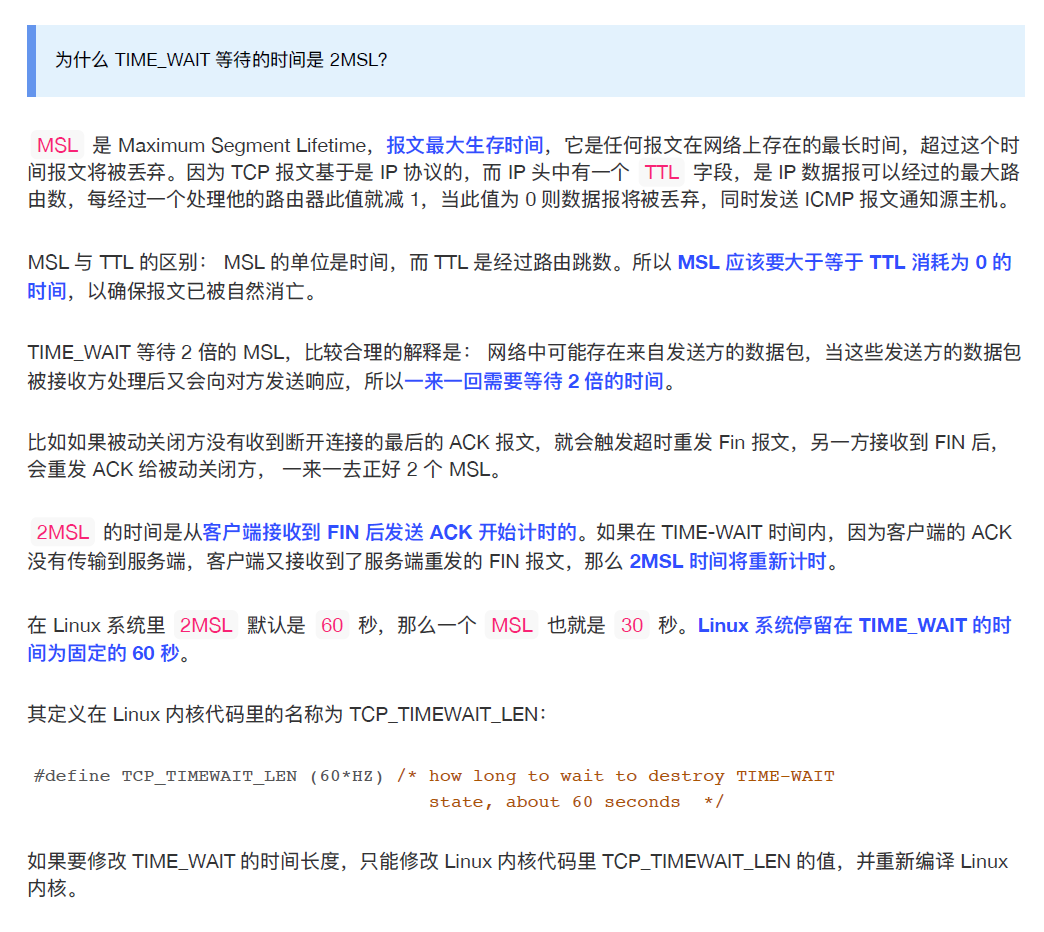 为什么 TIME_WAIT 等待的时间是 2MSL?
MSL 是 Maximum Segment Lifetime，报文最大生存时间，它是任何报文在网络上存在的最长时间，超过这个时
间报文将被丢弃。因为 TCP 报文基于是 IP 协议的，而 IP 头中有一个 TTL 字段，是 IP 数据报可以经过的最大路
由数，每经过一个处理他的路由器此值就减 1，当此值为 0 则数据报将被丢弃，同时发送 ICMP 报文通知源主机。
MSL 与 TTL 的区别： MSL 的单位是时间，而 TTL 是经过路由跳数。所以 MSL 应该要大于等于 TTL 消耗为 0 的
时间，以确保报文已被自然消亡。
TIME_WAIT 等待 2 倍的 MSL，比较合理的解释是： 网络中可能存在来自发送方的数据包，当这些发送方的数据包
被接收方处理后又会向对方发送响应，所以一来一回需要等待 2 倍的时间。
比如如果被动关闭方没有收到断开连接的最后的 ACK 报文，就会触发超时重发 Fin 报文，另一方接收到 FIN 后，
会重发 ACK 给被动关闭方， 一来一去正好 2 个 MSL。
2MSL 的时间是从客户端接收到 FIN 后发送 ACK 开始计时的。如果在 TIME-WAIT 时间内，因为客户端的 ACK
没有传输到服务端，客户端又接收到了服务端重发的 FIN 报文，那么 2MSL 时间将重新计时。
在 Linux 系统里 2MSL 默认是 60 秒，那么一个 MSL 也就是 30 秒。Linux 系统停留在 TIME_WAIT 的时
间为固定的 60 秒。
其定义在 Linux 内核代码里的名称为 TCP_TIMEWAIT_LEN：
#define TCP_TIMEWAIT_LEN (60*HZ) /* how long to wait to destroy TIME-WAIT
state, about 60 seconds  */
如果要修改 TIME_WAIT 的时间长度，只能修改 Linux 内核代码里 TCP_TIMEWAIT_LEN 的值，并重新编译 Linux
内核。